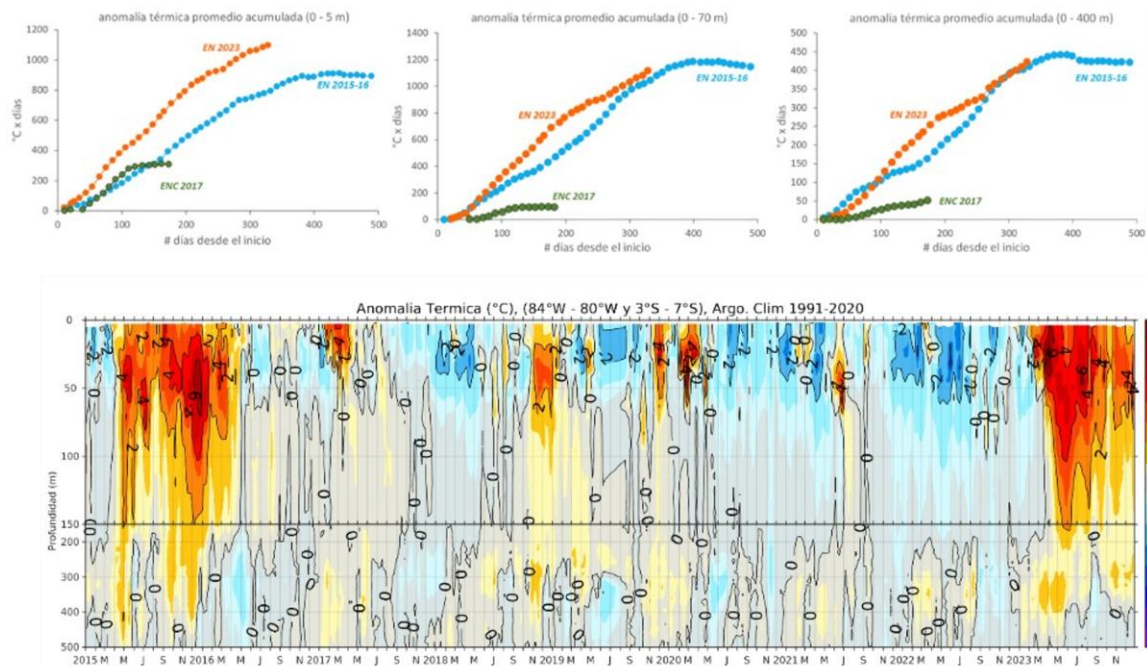 anomalía térmica promedio acumulada (0 - 5 m)
1200
1000
800
600
400
200
0
°C x días
EN 2023
EN 2015-16
ENC 2017
0 100 200 300 400 500
# días desde el inicio
anomalía térmica promedio acumulada (0 - 70 m)
1400
1200
1000
800
600
400
200
0
°C x días
EN 2023
EN 2015-16
ENC 2017
0 100 200 300 400 500
# días desde el inicio
anomalía térmica promedio acumulada (0 - 400 m)
500
450
400
350
300
250
200
150
100
50
0
°C x días
EN 2023
EN 2015-16
ENC 2017
0 100 200 300 400 500
# días desde el inicio
Anomalia Termica (°C), (84°W - 80°W y 3°S - 7°S), Argo. Clim 1991-2020
0
50
100
150
200
300
400
500
Profundiidad (m)
2015 M M J S N 2016 M M J S N 2017 M M J S N 2018 M M J S N 2019 M M J S N 2020 M M J S N 2021 M M J S N 2022 M M J S N 2023 M M J S N